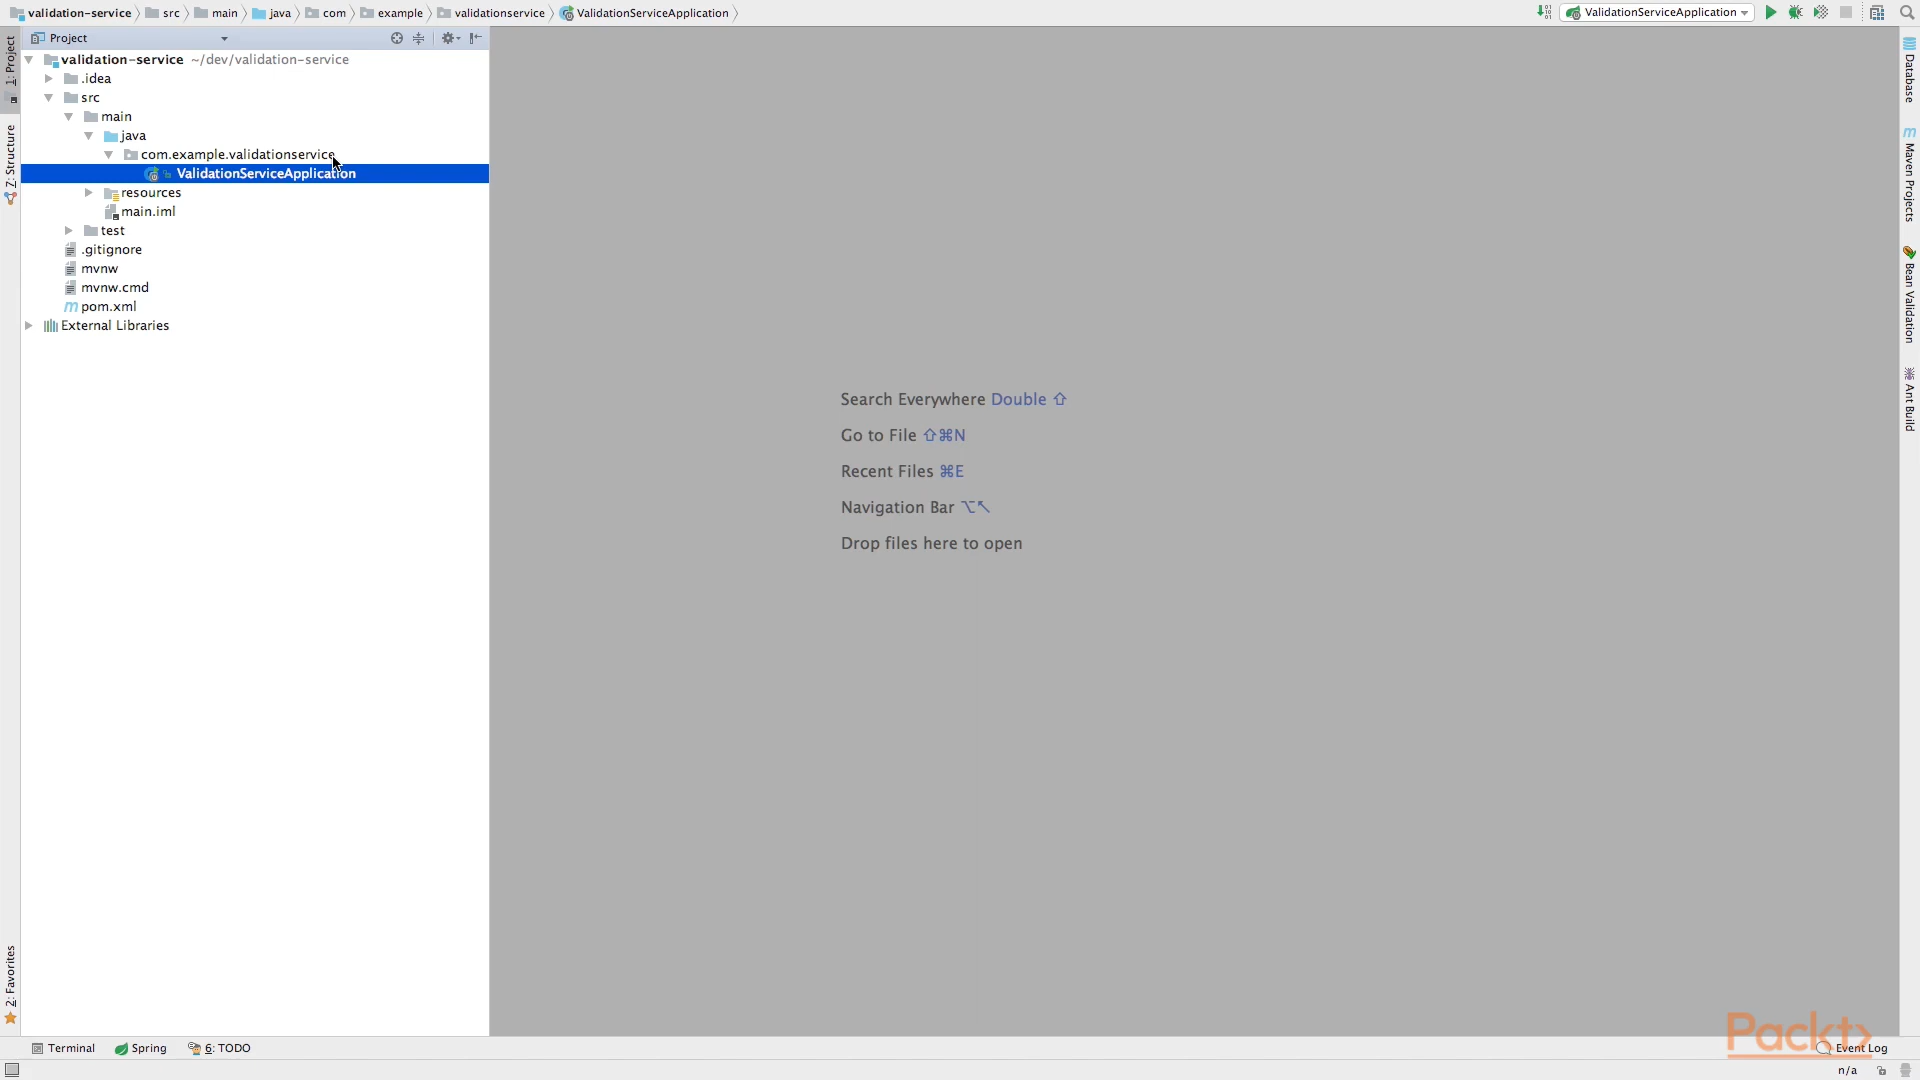 validation-service src main java com example validationservice ValidationServiceApplication
ValidationServiceApplication
Project
validation-service ~/dev/validation-service
.idea
src
main
java
com.example.validationservice
ValidationServiceApplication
resources
main.iml
test
.gitignore
mvnw
mvnw.cmd
pom.xml
External Libraries
1: Project
Z: Structure
2: Favorites
Search Everywhere Double ⇧
Go to File ⇧⌘N
Recent Files ⌘E
Navigation Bar ⌥↖
Drop files here to open
Database
Maven Projects
Bean Validation
Ant Build
Packt>
Terminal Spring 6: TODO Event Log
n/a